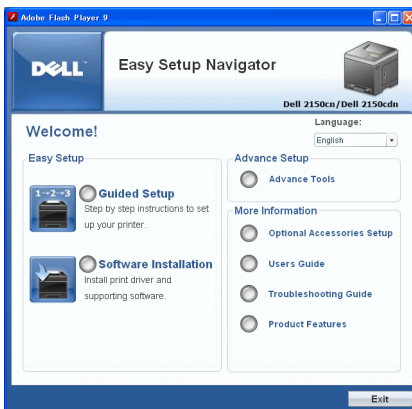 Adobe Flash Player 9
DELL
Easy Setup Navigator
Dell 2150cn/Dell 2150cdn
Welcome!
Language:
English
Easy Setup
1→2→3
Guided Setup
Step by step instructions to set
up your printer.
Software Installation
Install print driver and
supporting software.
Advance Setup
Advance Tools
More Information
Optional Accessories Setup
Users Guide
Troubleshooting Guide
Product Features
Exit